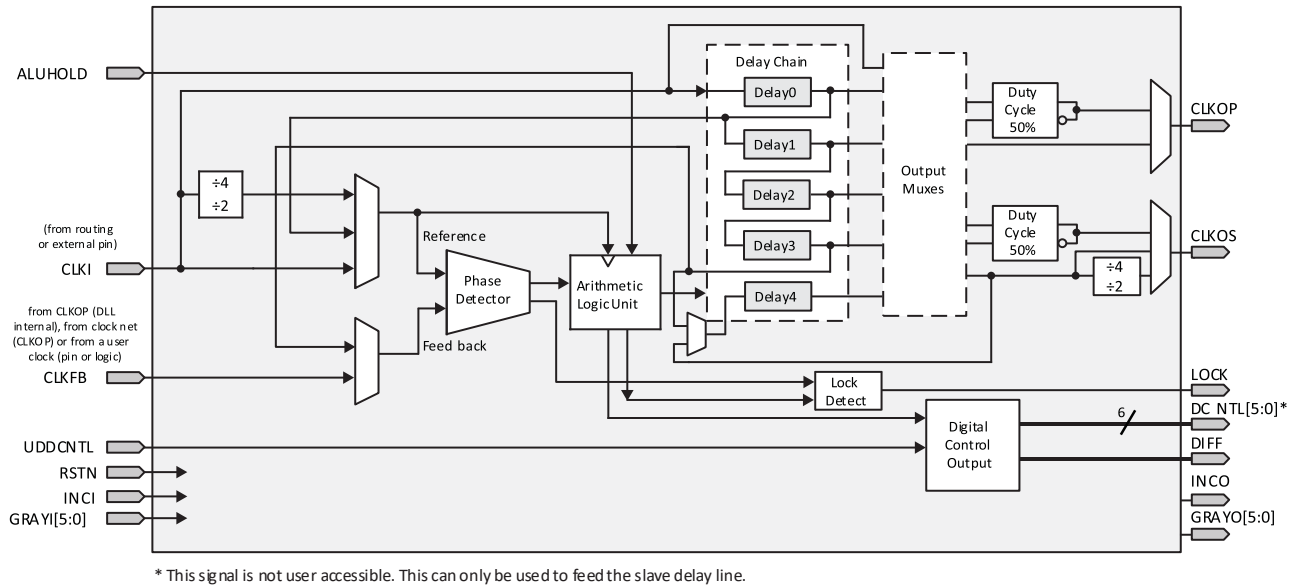 ALUHOLD
(from routing
or external pin)
CLKI
from CLKOP (DLL
internal), from clock net
(CLKOP) or from a user
clock (pin or logic)
CLKFB
UDDCNTL
RSTN
INCI
GRAYI[5:0]
÷4
÷2
Reference
Feed back
Phase
Detector
Arithmetic
Logic Unit
Delay Chain
Delay0
Delay1
Delay2
Delay3
Delay4
Output
Muxes
Duty
Cycle
50%
Duty
Cycle
50%
÷4
÷2
Lock
Detect
Digital
Control
Output
6
CLKOP
CLKOS
LOCK
DC NTL[5:0]*
DIFF
INCO
GRAYO[5:0]
* This signal is not user accessible. This can only be used to feed the slave delay line.